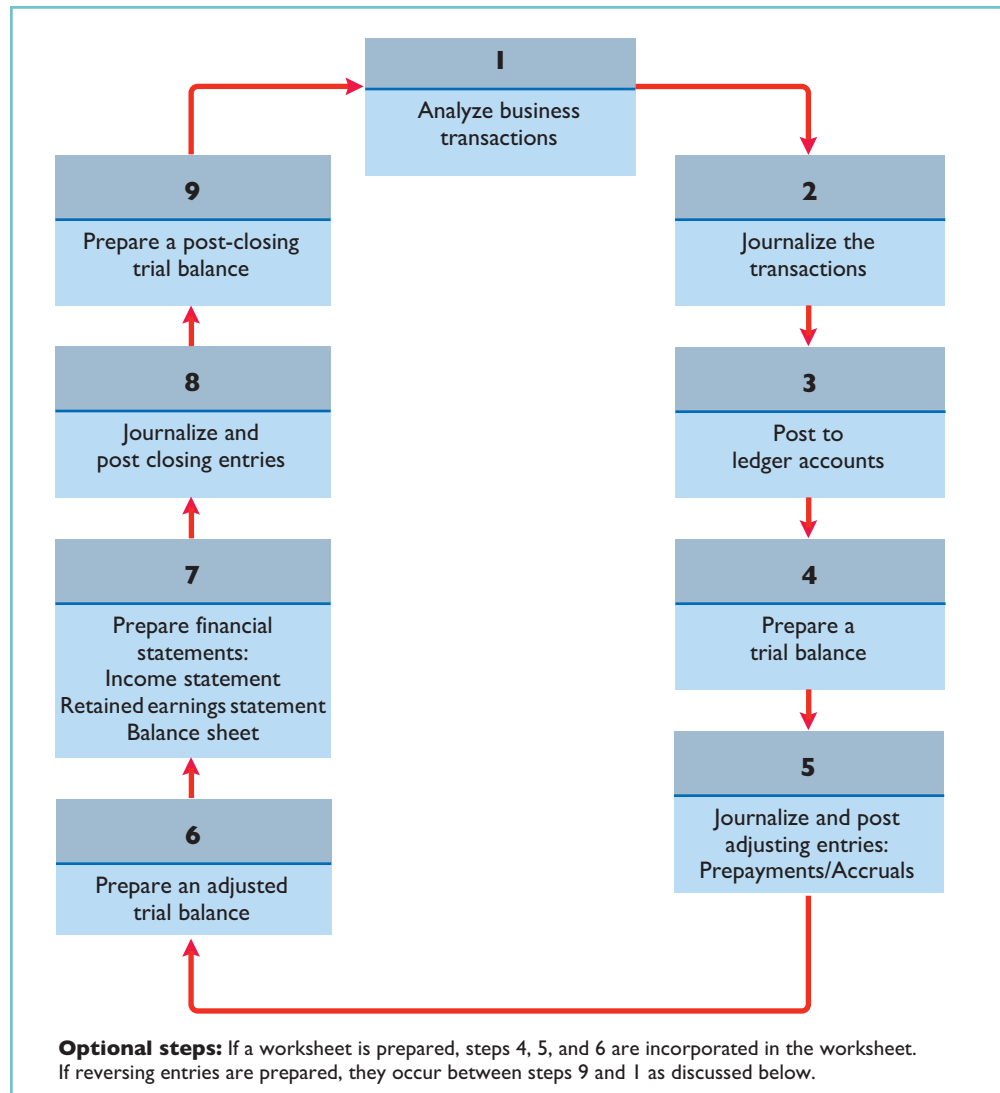 1
Analyze business
transactions
2
Journalize the
transactions
3
Post to
ledger accounts
4
Prepare a
trial balance
5
Journalize and post
adjusting entries:
Prepayments/Accruals
6
Prepare an adjusted
trial balance
7
Prepare financial
statements:
Income statement
Retained earnings statement
Balance sheet
8
Journalize and
post closing entries
9
Prepare a post-closing
trial balance
Optional steps: If a worksheet is prepared, steps 4, 5, and 6 are incorporated in the worksheet.
If reversing entries are prepared, they occur between steps 9 and 1 as discussed below.